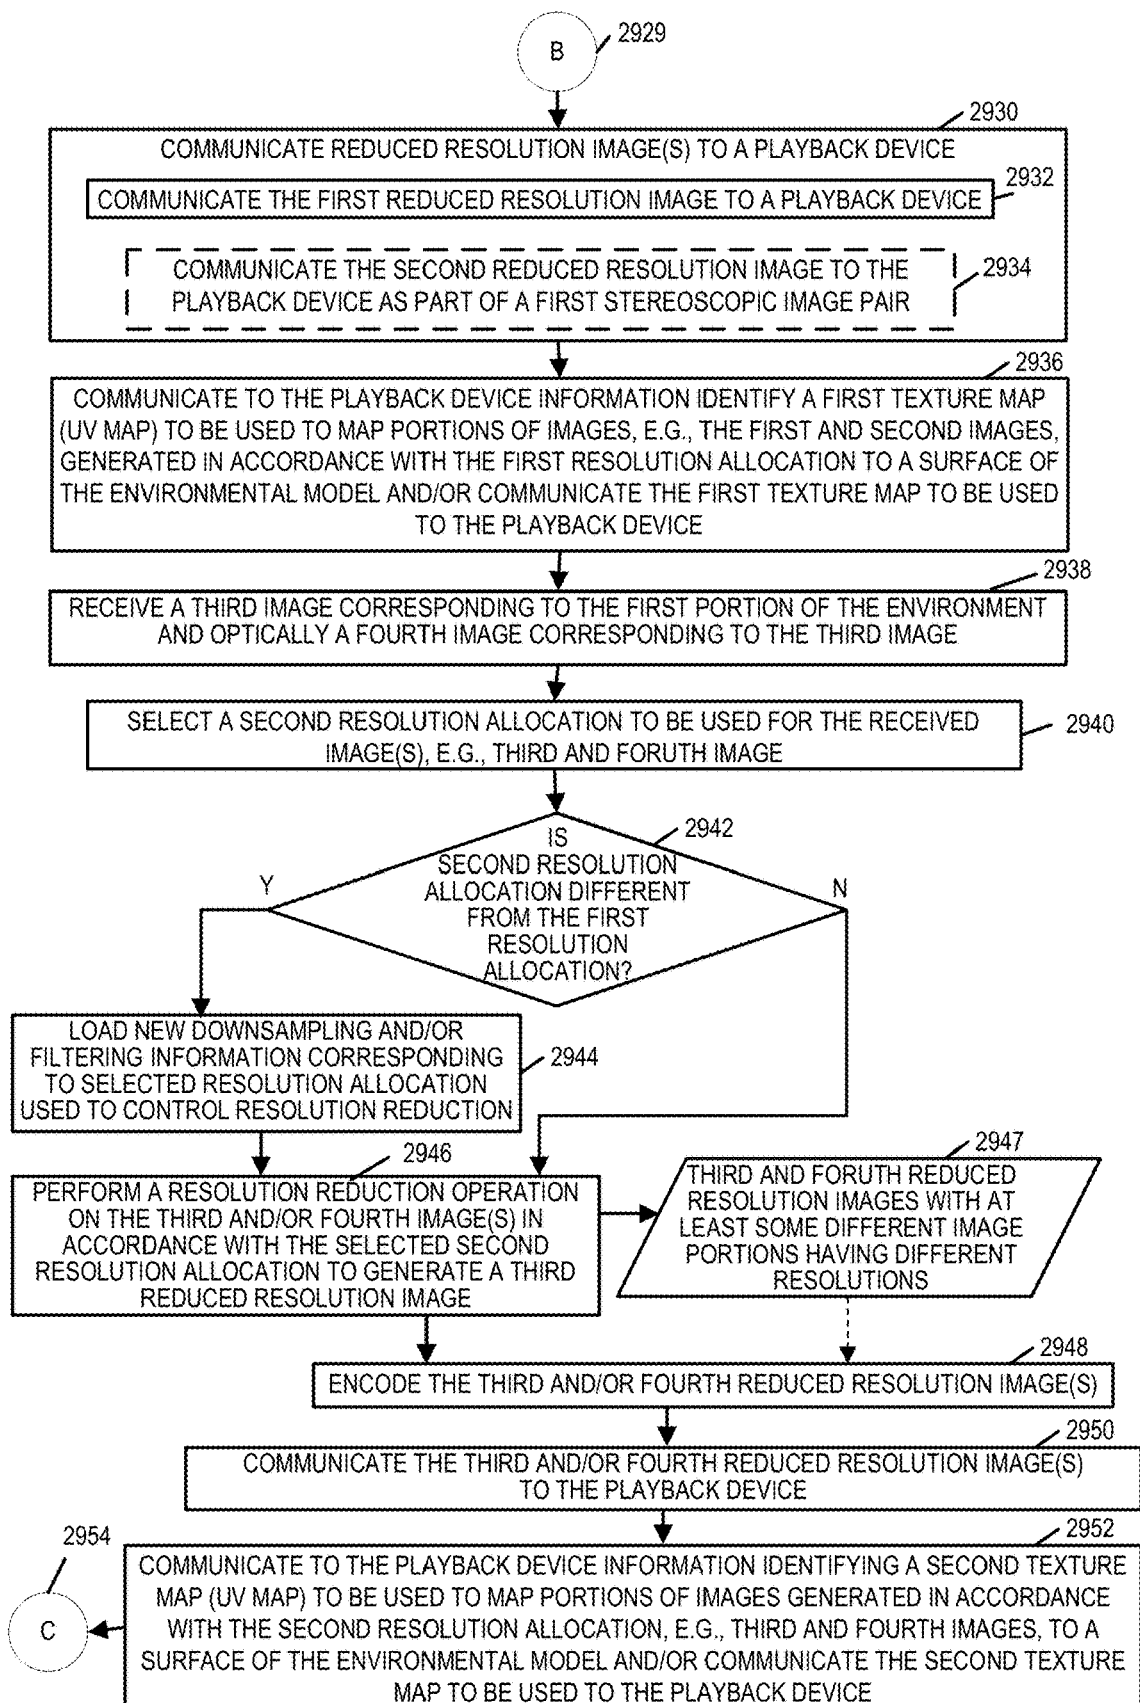 B
2929
2930
COMMUNICATE REDUCED RESOLUTION IMAGE(S) TO A PLAYBACK DEVICE
2932
COMMUNICATE THE FIRST REDUCED RESOLUTION IMAGE TO A PLAYBACK DEVICE
COMMUNICATE THE SECOND REDUCED RESOLUTION IMAGE TO THE
PLAYBACK DEVICE AS PART OF A FIRST STEREOSCOPIC IMAGE PAIR
2934
2936
COMMUNICATE TO THE PLAYBACK DEVICE INFORMATION IDENTIFY A FIRST TEXTURE MAP
(UV MAP) TO BE USED TO MAP PORTIONS OF IMAGES, E.G., THE FIRST AND SECOND IMAGES,
GENERATED IN ACCORDANCE WITH THE FIRST RESOLUTION ALLOCATION TO A SURFACE OF
THE ENVIRONMENTAL MODEL AND/OR COMMUNICATE THE FIRST TEXTURE MAP TO BE USED
TO THE PLAYBACK DEVICE
2938
RECEIVE A THIRD IMAGE CORRESPONDING TO THE FIRST PORTION OF THE ENVIRONMENT
AND OPTICALLY A FOURTH IMAGE CORRESPONDING TO THE THIRD IMAGE
SELECT A SECOND RESOLUTION ALLOCATION TO BE USED FOR THE RECEIVED
IMAGE(S), E.G., THIRD AND FORUTH IMAGE
2940
2942
IS
SECOND RESOLUTION
ALLOCATION DIFFERENT
FROM THE FIRST
RESOLUTION
ALLOCATION?
Y
N
LOAD NEW DOWNSAMPLING AND/OR
FILTERING INFORMATION CORRESPONDING
TO SELECTED RESOLUTION ALLOCATION
USED TO CONTROL RESOLUTION REDUCTION
2944
2946
PERFORM A RESOLUTION REDUCTION OPERATION
ON THE THIRD AND/OR FOURTH IMAGE(S) IN
ACCORDANCE WITH THE SELECTED SECOND
RESOLUTION ALLOCATION TO GENERATE A THIRD
REDUCED RESOLUTION IMAGE
2947
THIRD AND FORUTH REDUCED
RESOLUTION IMAGES WITH AT
LEAST SOME DIFFERENT IMAGE
PORTIONS HAVING DIFFERENT
RESOLUTIONS
2948
ENCODE THE THIRD AND/OR FOURTH REDUCED RESOLUTION IMAGE(S)
2950
COMMUNICATE THE THIRD AND/OR FOURTH REDUCED RESOLUTION IMAGE(S)
TO THE PLAYBACK DEVICE
2952
COMMUNICATE TO THE PLAYBACK DEVICE INFORMATION IDENTIFYING A SECOND TEXTURE
MAP (UV MAP) TO BE USED TO MAP PORTIONS OF IMAGES GENERATED IN ACCORDANCE
WITH THE SECOND RESOLUTION ALLOCATION, E.G., THIRD AND FOURTH IMAGES, TO A
SURFACE OF THE ENVIRONMENTAL MODEL AND/OR COMMUNICATE THE SECOND TEXTURE
MAP TO BE USED TO THE PLAYBACK DEVICE
2954
C